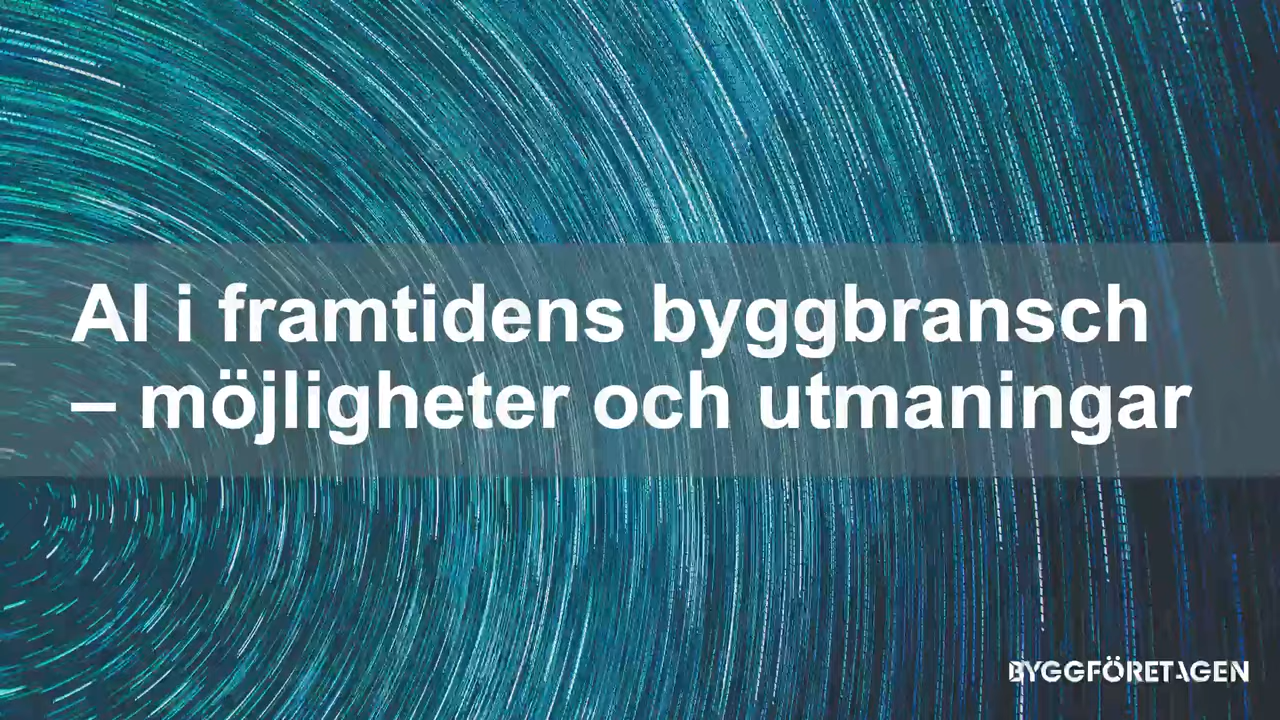 AI i framtidens byggbransch
– möjligheter och utmaningar
BYGGFÖRETAGEN